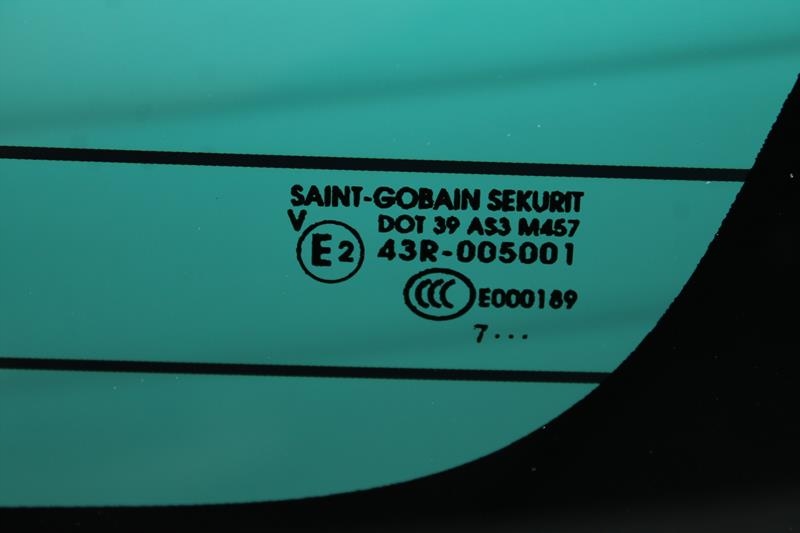 SAINT-GOBAIN SEKURIT
V DOT 39 AS3 M457
E2 43R-005001
CCC E000189
7...